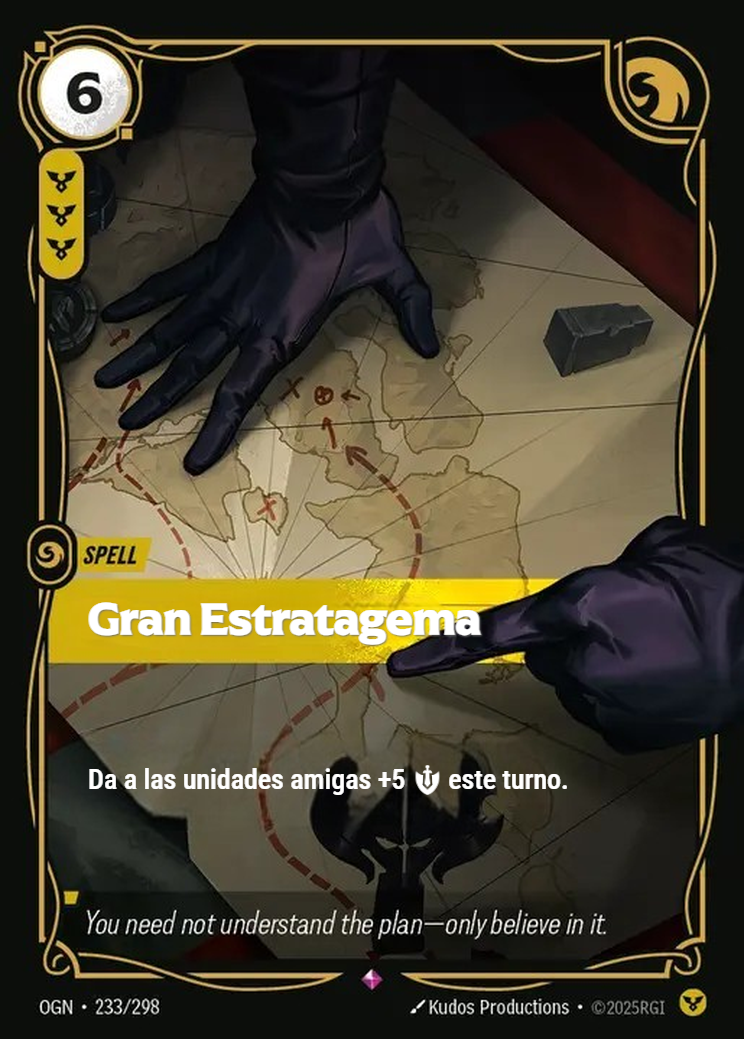 6
SPELL
Gran Estratagema
Da a las unidades amigas +5 este turno.
You need not understand the plan—only believe in it.
OGN • 233/298
Kudos Productions • ©2025RGI